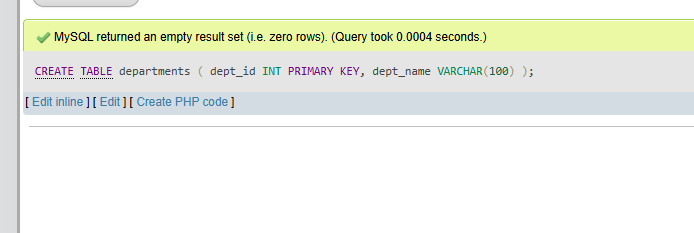 MySQL returned an empty result set (i.e. zero rows). (Query took 0.0004 seconds.)
CREATE TABLE departments ( dept_id INT PRIMARY KEY, dept_name VARCHAR(100) );
[ Edit inline ] [ Edit ] [ Create PHP code ]